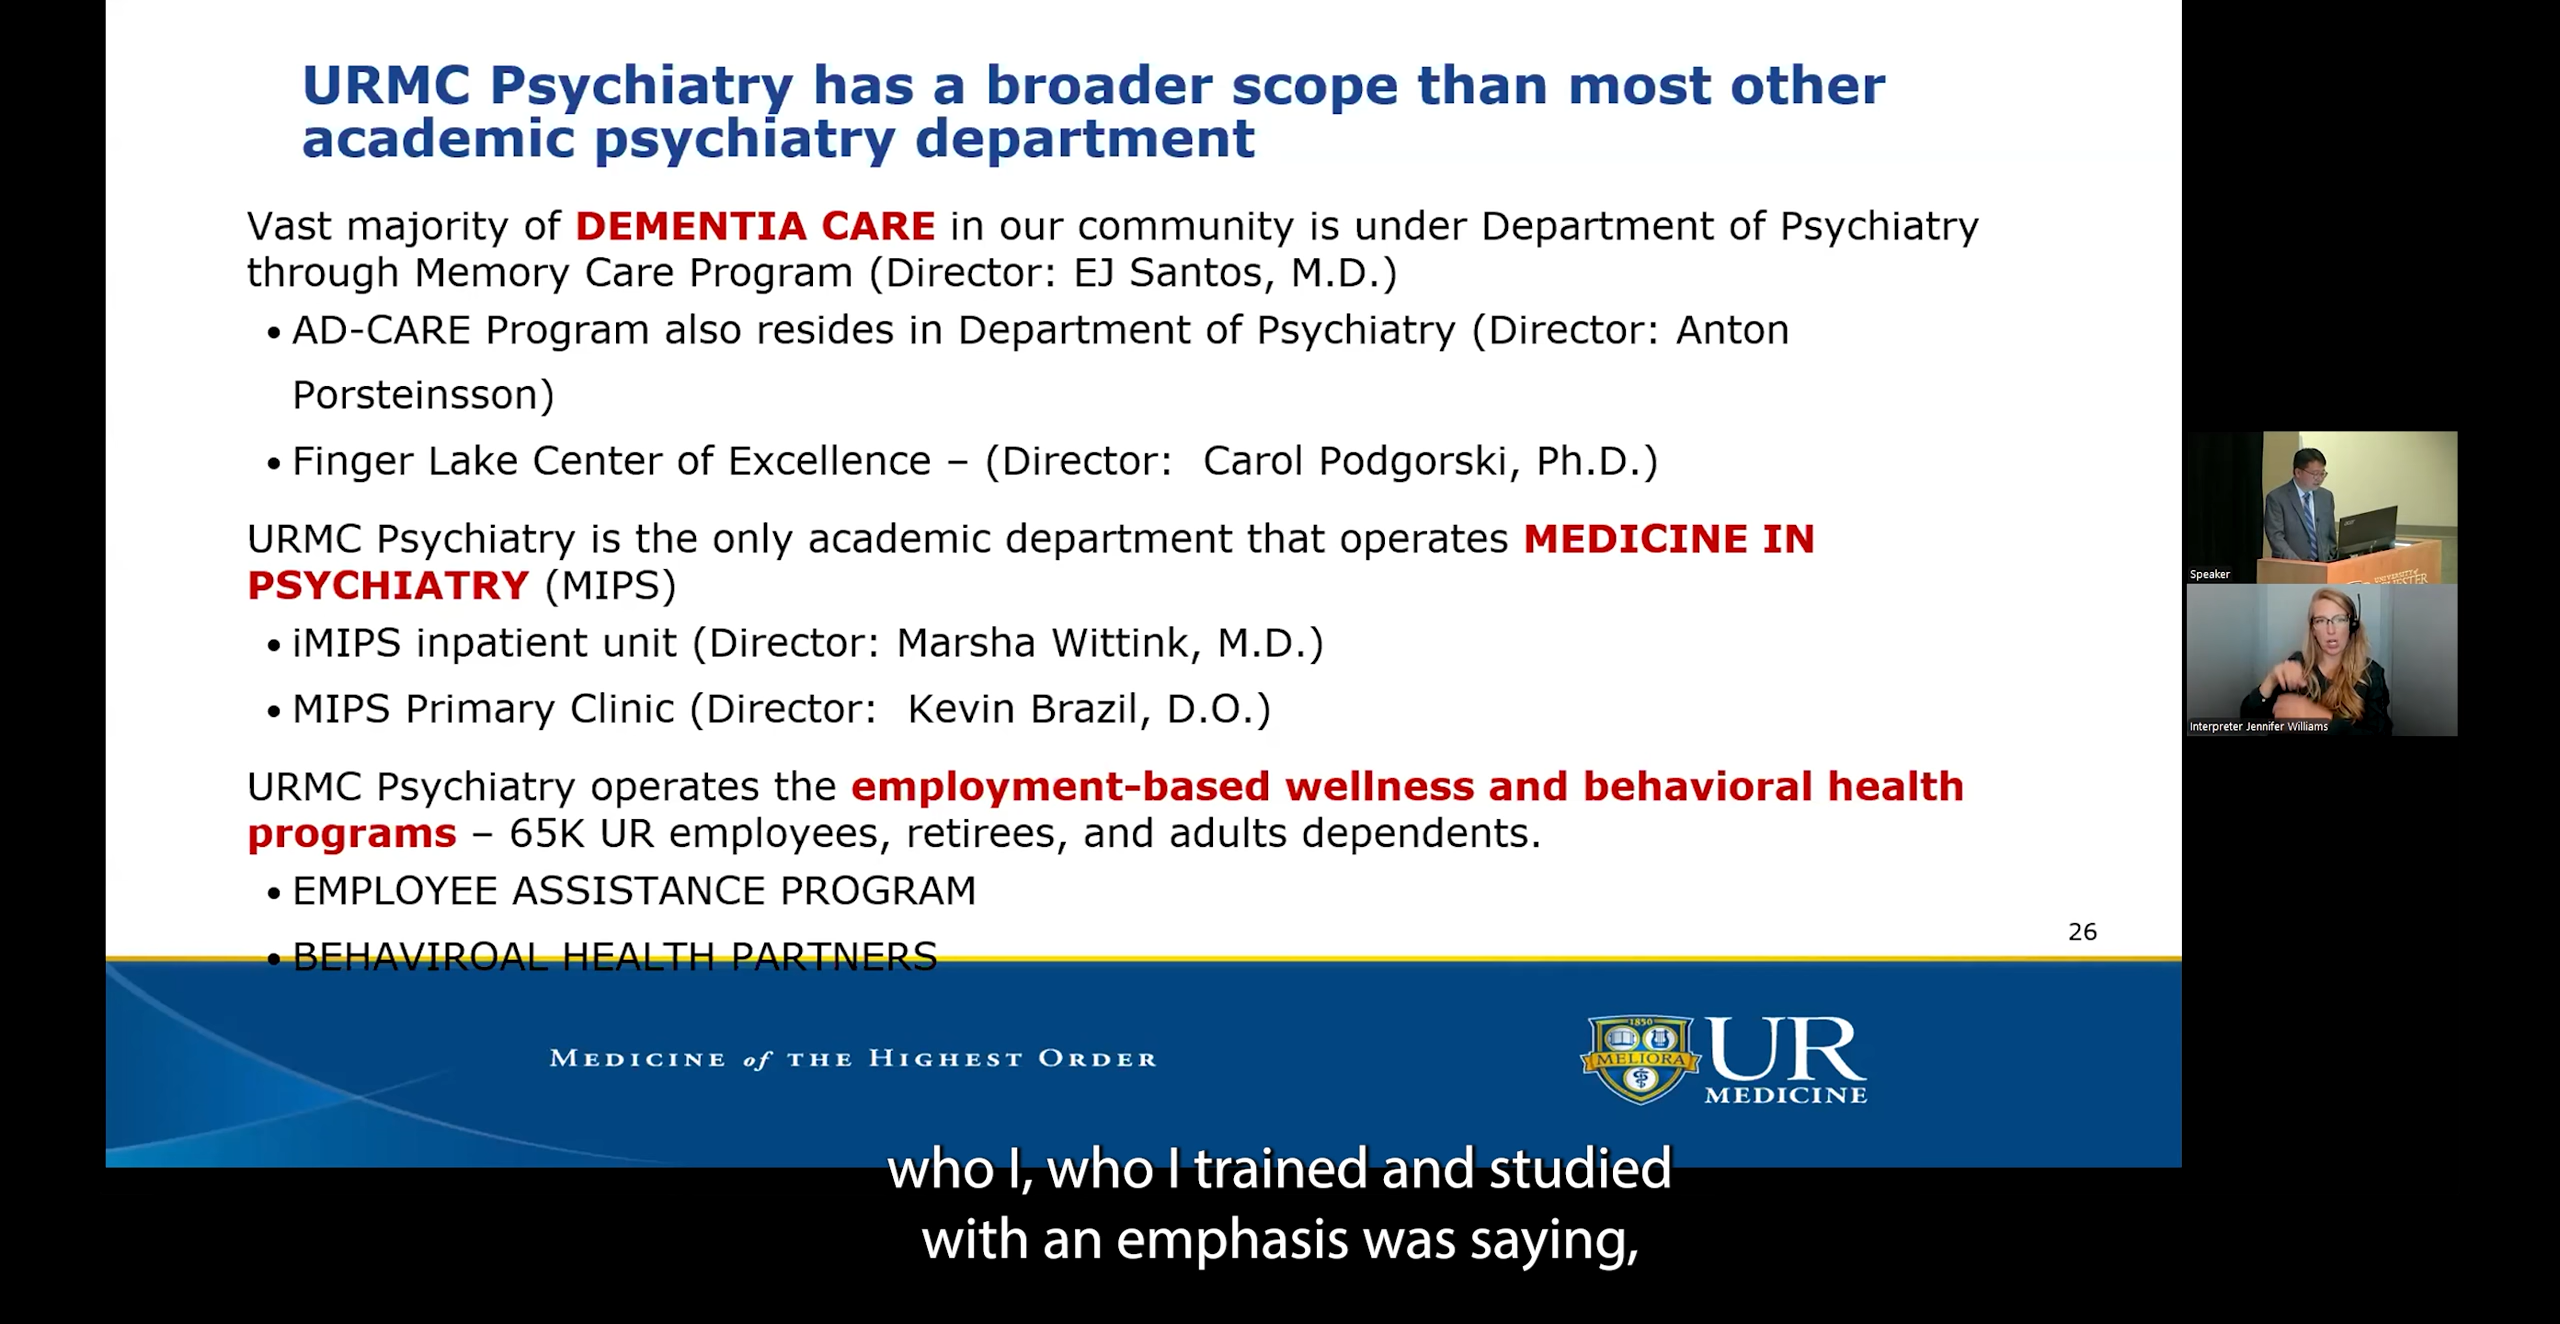 URMC Psychiatry has a broader scope than most other
academic psychiatry department
Vast majority of DEMENTIA CARE in our community is under Department of Psychiatry
through Memory Care Program (Director: EJ Santos, M.D.)
• AD-CARE Program also resides in Department of Psychiatry (Director: Anton
Porsteinsson)
• Finger Lake Center of Excellence – (Director: Carol Podgorski, Ph.D.)
URMC Psychiatry is the only academic department that operates MEDICINE IN
PSYCHIATRY (MIPS)
• iMIPS inpatient unit (Director: Marsha Wittink, M.D.)
• MIPS Primary Clinic (Director: Kevin Brazil, D.O.)
URMC Psychiatry operates the employment-based wellness and behavioral health
programs – 65K UR employees, retirees, and adults dependents.
• EMPLOYEE ASSISTANCE PROGRAM
• BEHAVIROAL HEALTH PARTNERS
26
MEDICINE of THE HIGHEST ORDER
1850
MELIORA
UR
MEDICINE
Speaker
Interpreter Jennifer Williams
who I, who I trained and studied
with an emphasis was saying,